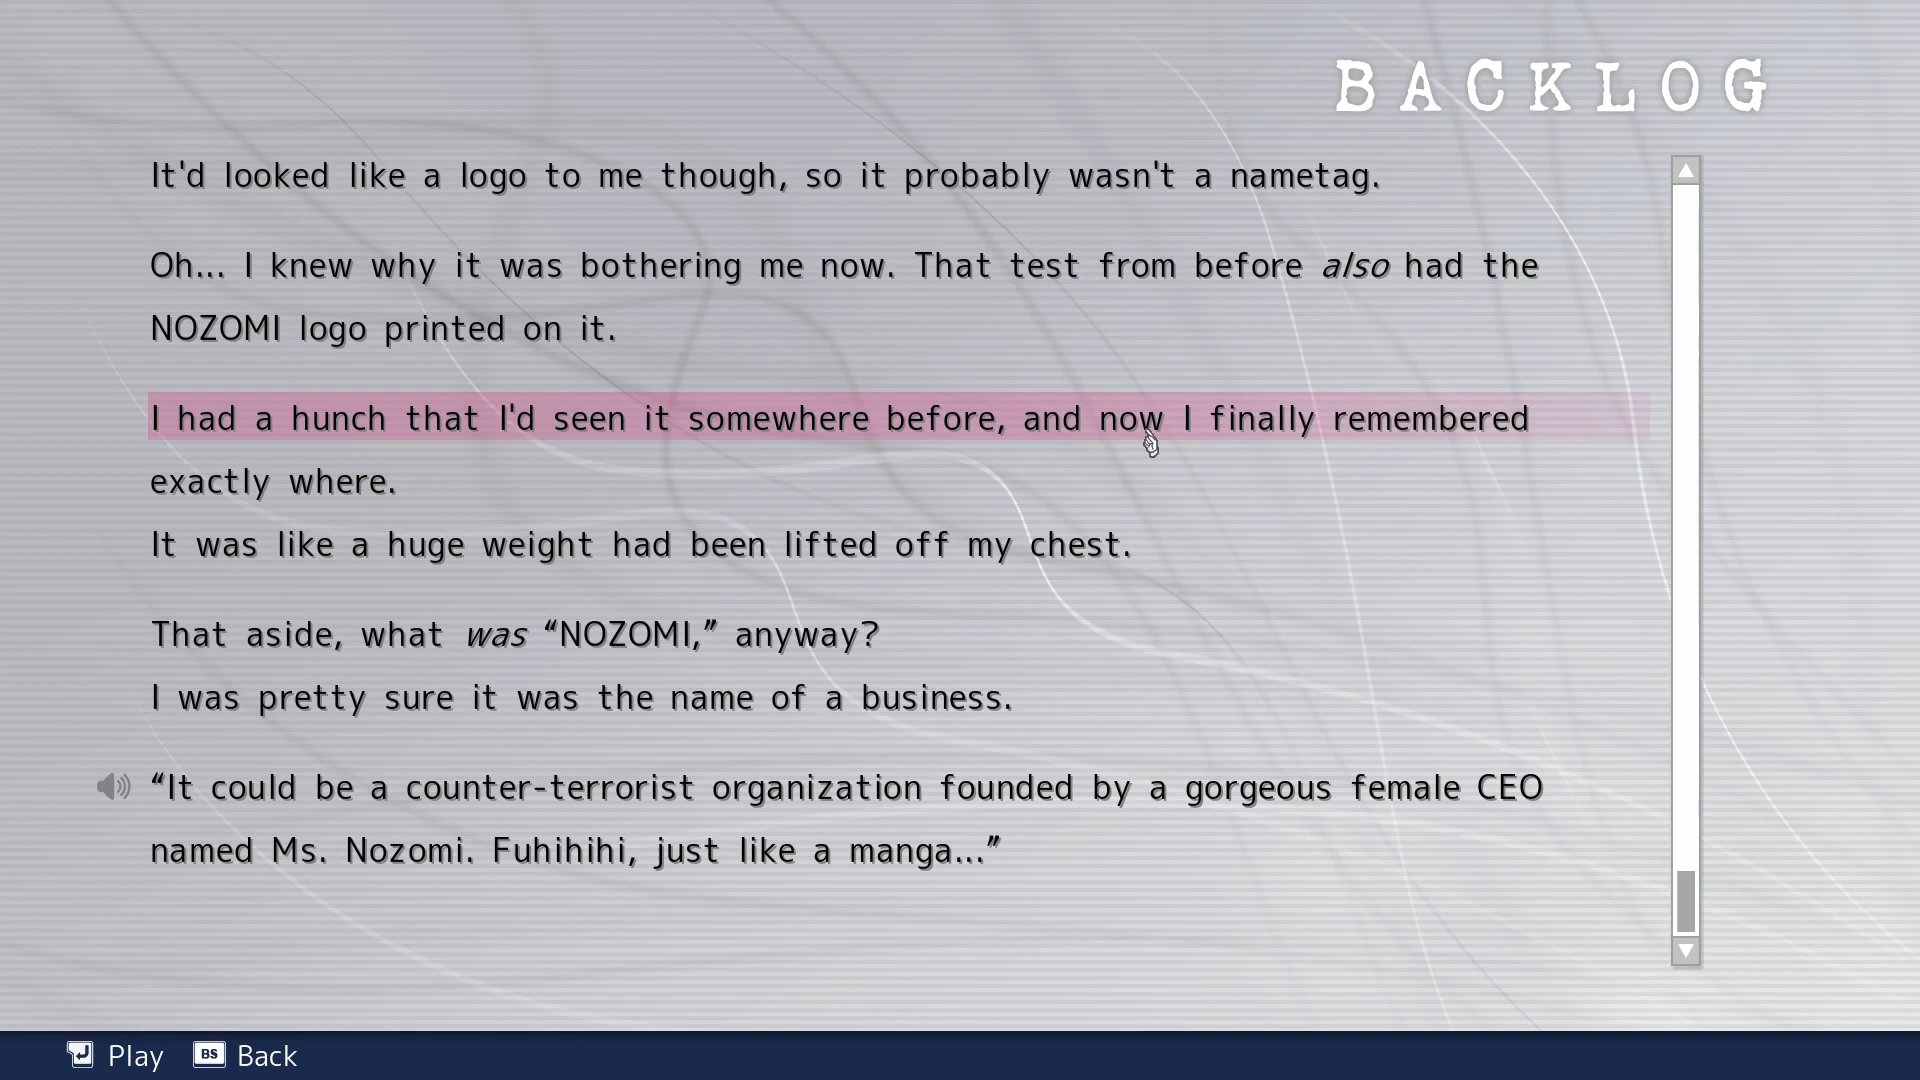 BACKLOG
It'd looked like a logo to me though, so it probably wasn't a nametag.
Oh... I knew why it was bothering me now. That test from before also had the
NOZOMI logo printed on it.
I had a hunch that I'd seen it somewhere before, and now I finally remembered
exactly where.
It was like a huge weight had been lifted off my chest.
That aside, what was “NOZOMI,” anyway?
I was pretty sure it was the name of a business.
“It could be a counter-terrorist organization founded by a gorgeous female CEO
named Ms. Nozomi. Fuhihihi, just like a manga...”
Play BS Back